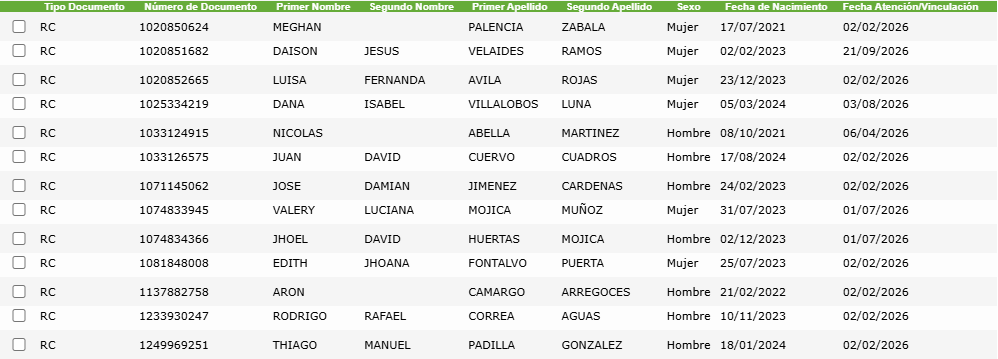 Tipo Documento Número de Documento Primer Nombre Segundo Nombre Primer Apellido Segundo Apellido Sexo Fecha de Nacimiento Fecha Atención/Vinculación
RC 1020850624 MEGHAN PALENCIA ZABALA Mujer 17/07/2021 02/02/2026
RC 1020851682 DAISON JESUS VELAIDES RAMOS Mujer 02/02/2023 21/09/2026
RC 1020852665 LUISA FERNANDA AVILA ROJAS Mujer 23/12/2023 02/02/2026
RC 1025334219 DANA ISABEL VILLALOBOS LUNA Mujer 05/03/2024 03/08/2026
RC 1033124915 NICOLAS ABELLA MARTINEZ Hombre 08/10/2021 06/04/2026
RC 1033126575 JUAN DAVID CUERVO CUADROS Hombre 17/08/2024 02/02/2026
RC 1071145062 JOSE DAMIAN JIMENEZ CARDENAS Hombre 24/02/2023 02/02/2026
RC 1074833945 VALERY LUCIANA MOJICA MUÑOZ Mujer 31/07/2023 01/07/2026
RC 1074834366 JHOEL DAVID HUERTAS MOJICA Hombre 02/12/2023 01/07/2026
RC 1081848008 EDITH JHOANA FONTALVO PUERTA Mujer 25/07/2023 02/02/2026
RC 1137882758 ARON CAMARGO ARREGOCES Hombre 21/02/2022 02/02/2026
RC 1233930247 RODRIGO RAFAEL CORREA AGUAS Hombre 10/11/2023 02/02/2026
RC 1249969251 THIAGO MANUEL PADILLA GONZALEZ Hombre 18/01/2024 02/02/2026